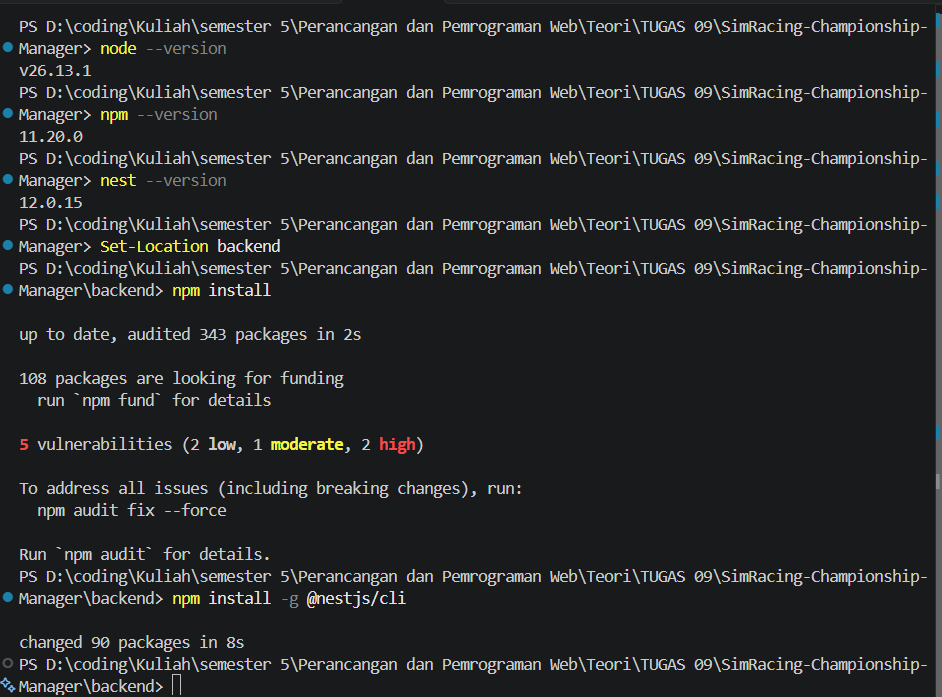 PS D:\coding\Kuliah\semester 5\Perancangan dan Pemrograman Web\Teori\TUGAS 09\SimRacing-Championship-
Manager> node --version
v26.13.1
PS D:\coding\Kuliah\semester 5\Perancangan dan Pemrograman Web\Teori\TUGAS 09\SimRacing-Championship-
Manager> npm --version
11.20.0
PS D:\coding\Kuliah\semester 5\Perancangan dan Pemrograman Web\Teori\TUGAS 09\SimRacing-Championship-
Manager> nest --version
12.0.15
PS D:\coding\Kuliah\semester 5\Perancangan dan Pemrograman Web\Teori\TUGAS 09\SimRacing-Championship-
Manager> Set-Location backend
PS D:\coding\Kuliah\semester 5\Perancangan dan Pemrograman Web\Teori\TUGAS 09\SimRacing-Championship-
Manager\backend> npm install
up to date, audited 343 packages in 2s
108 packages are looking for funding
  run `npm fund` for details
5 vulnerabilities (2 low, 1 moderate, 2 high)
To address all issues (including breaking changes), run:
  npm audit fix --force
Run `npm audit` for details.
PS D:\coding\Kuliah\semester 5\Perancangan dan Pemrograman Web\Teori\TUGAS 09\SimRacing-Championship-
Manager\backend> npm install -g @nestjs/cli
changed 90 packages in 8s
PS D:\coding\Kuliah\semester 5\Perancangan dan Pemrograman Web\Teori\TUGAS 09\SimRacing-Championship-
Manager\backend>